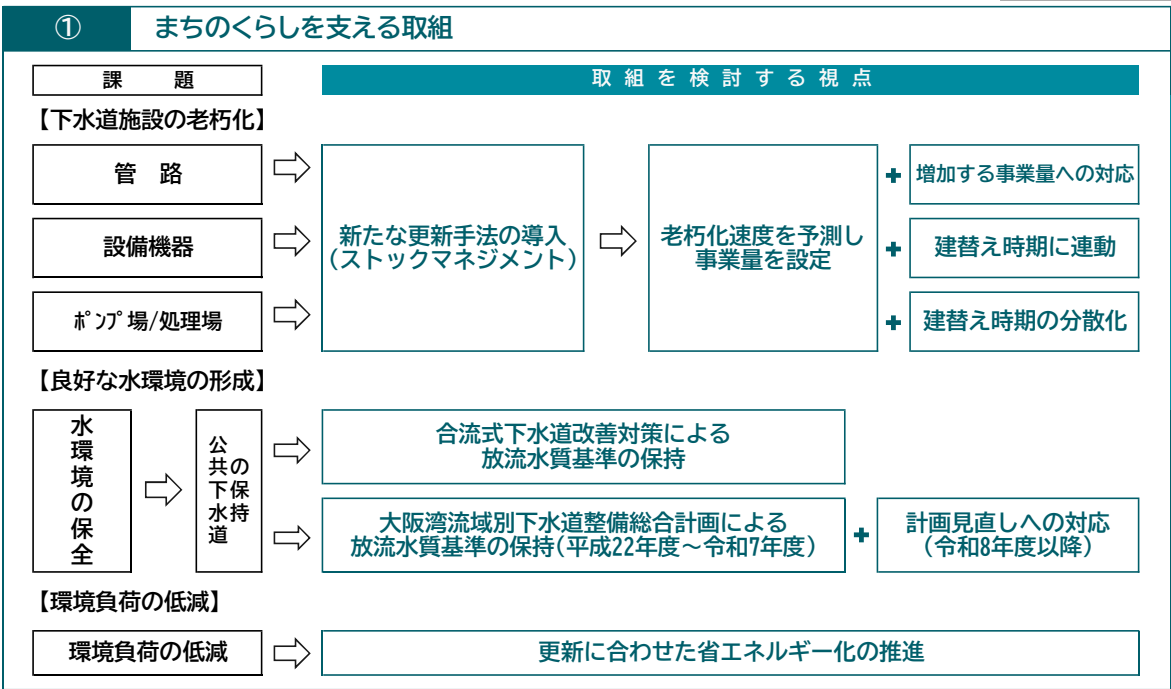 ① まちのくらしを支える取組
課 題
取組を検討する視点
【下水道施設の老朽化】
管 路
設備機器
ﾎﾟﾝﾌﾟ場/処理場
新たな更新手法の導入
(ストックマネジメント)
老朽化速度を予測し
事業量を設定
+ 増加する事業量への対応
+ 建替え時期に連動
+ 建替え時期の分散化
【良好な水環境の形成】
水環境の保全
公共下水道
の保持
合流式下水道改善対策による
放流水質基準の保持
大阪湾流域別下水道整備総合計画による
放流水質基準の保持(平成22年度～令和7年度)
+
計画見直しへの対応
(令和8年度以降)
【環境負荷の低減】
環境負荷の低減
更新に合わせた省エネルギー化の推進